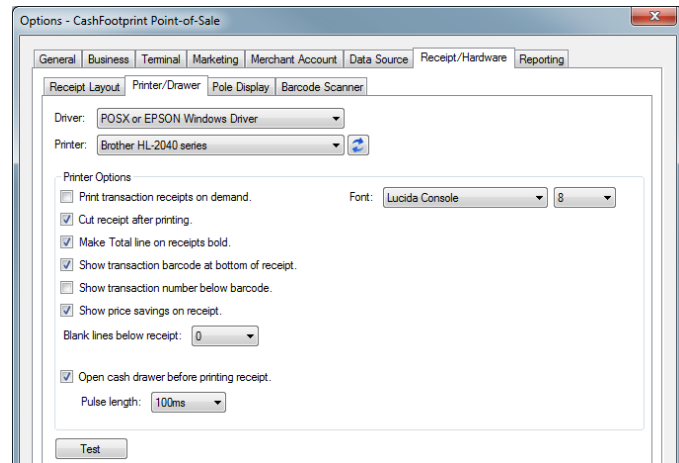 Options - CashFootprint Point-of-Sale
General Business Terminal Marketing Merchant Account Data Source Receipt/Hardware Reporting
Receipt Layout Printer/Drawer Pole Display Barcode Scanner
Driver: POSX or EPSON Windows Driver
Printer: Brother HL-2040 series
Printer Options
Print transaction receipts on demand. Font: Lucida Console 8
Cut receipt after printing.
Make Total line on receipts bold.
Show transaction barcode at bottom of receipt.
Show transaction number below barcode.
Show price savings on receipt.
Blank lines below receipt: 0
Open cash drawer before printing receipt.
Pulse length: 100ms
Test